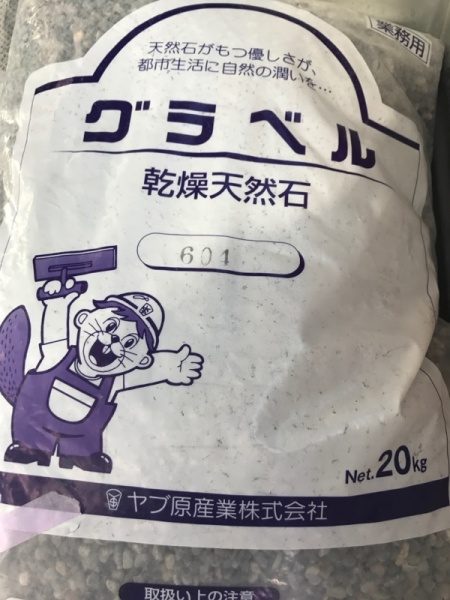 業務用
天然石がもつ優しさが、
都市生活に自然の潤いを…
グラベル
乾燥天然石
601
Net.20kg
ヤブ原産業株式会社
取扱い上の注意